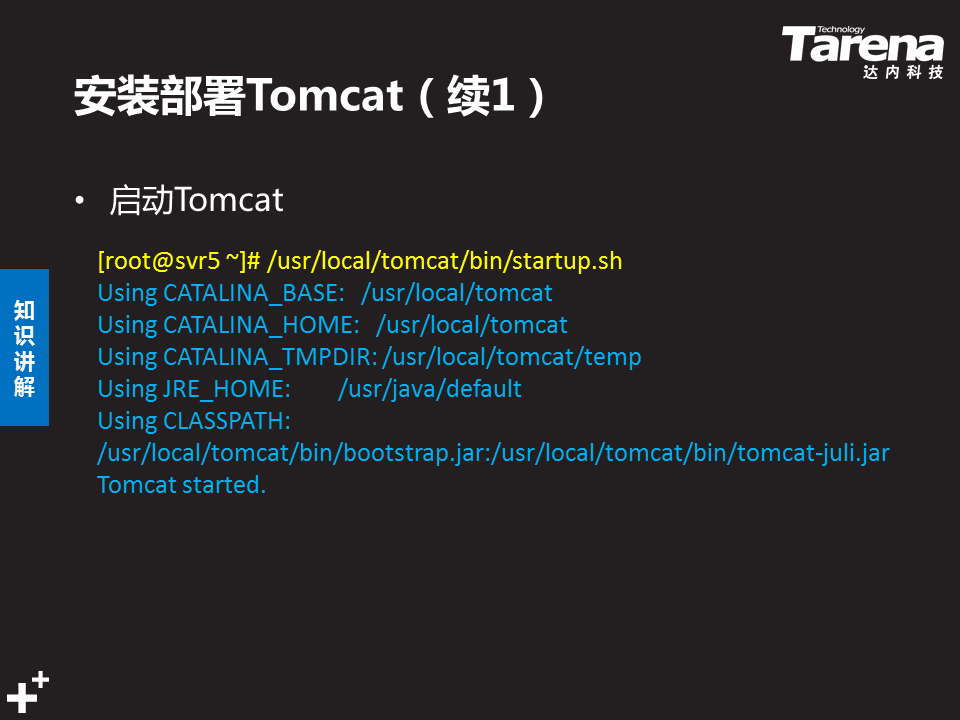 Technology
Tarena
达内科技
安装部署Tomcat（续1）
• 启动Tomcat
[root@svr5 ~]# /usr/local/tomcat/bin/startup.sh
Using CATALINA_BASE: /usr/local/tomcat
Using CATALINA_HOME: /usr/local/tomcat
Using CATALINA_TMPDIR: /usr/local/tomcat/temp
Using JRE_HOME: /usr/java/default
Using CLASSPATH:
/usr/local/tomcat/bin/bootstrap.jar:/usr/local/tomcat/bin/tomcat-juli.jar
Tomcat started.
知识讲解